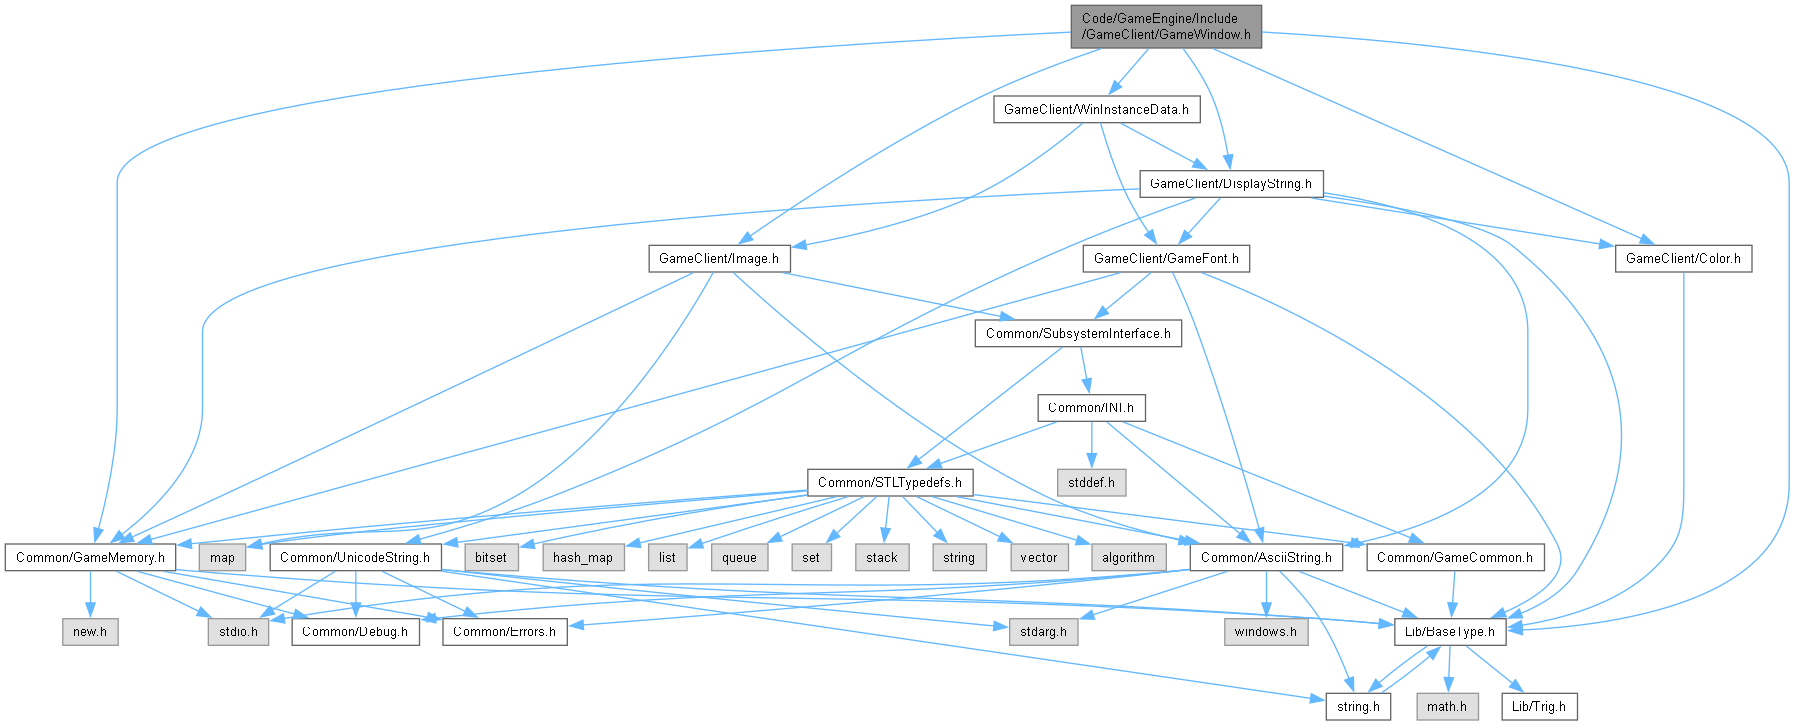 Code/GameEngine/Include
/GameClient/GameWindow.h
GameClient/WinInstanceData.h
GameClient/DisplayString.h
GameClient/Image.h
GameClient/GameFont.h
GameClient/Color.h
Common/SubsystemInterface.h
Common/INI.h
Common/STLTypedefs.h
stddef.h
Common/GameMemory.h
map
Common/UnicodeString.h
bitset
hash_map
list
queue
set
stack
string
vector
algorithm
Common/AsciiString.h
Common/GameCommon.h
new.h
stdio.h
Common/Debug.h
Common/Errors.h
stdarg.h
windows.h
Lib/BaseType.h
string.h
math.h
Lib/Trig.h